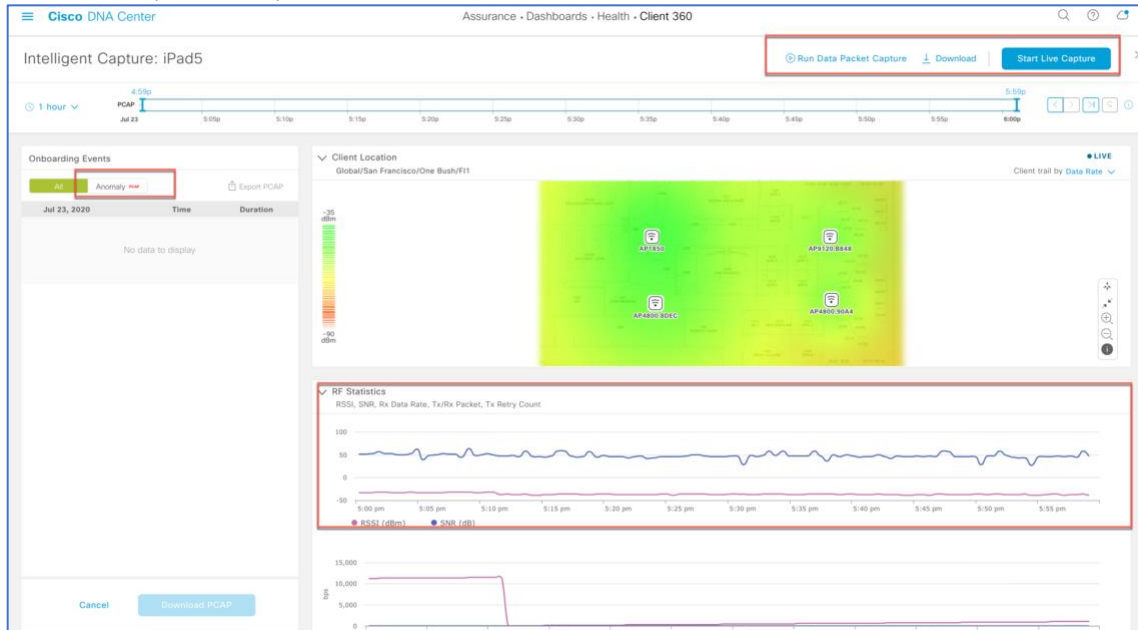 Cisco DNA Center
Assurance • Dashboards • Health • Client 360
Intelligent Capture: iPad5
Run Data Packet Capture
Download
Start Live Capture
1 hour
4:59p
5:59p
PCAP
Jul 23
5:05p
5:10p
5:15p
5:20p
5:25p
5:30p
5:35p
5:40p
5:45p
5:50p
5:55p
6:00p
Onboarding Events
All
Anomaly PCAP
Export PCAP
Jul 23, 2020
Time
Duration
No data to display
Cancel
Download PCAP
Client Location
Global/San Francisco/One Bush/Fl1
LIVE
Client trail by Data Rate
-35
dBm
-90
dBm
AP1850
AP9120.B848
AP4800.8DEC
AP4800.90A4
RF Statistics
RSSI, SNR, Rx Data Rate, Tx/Rx Packet, Tx Retry Count
100
50
0
-50
5:00 pm
5:05 pm
5:10 pm
5:15 pm
5:20 pm
5:25 pm
5:30 pm
5:35 pm
5:40 pm
5:45 pm
5:50 pm
5:55 pm
RSSI (dBm)
SNR (dB)
15,000
10,000
5,000
0
bps